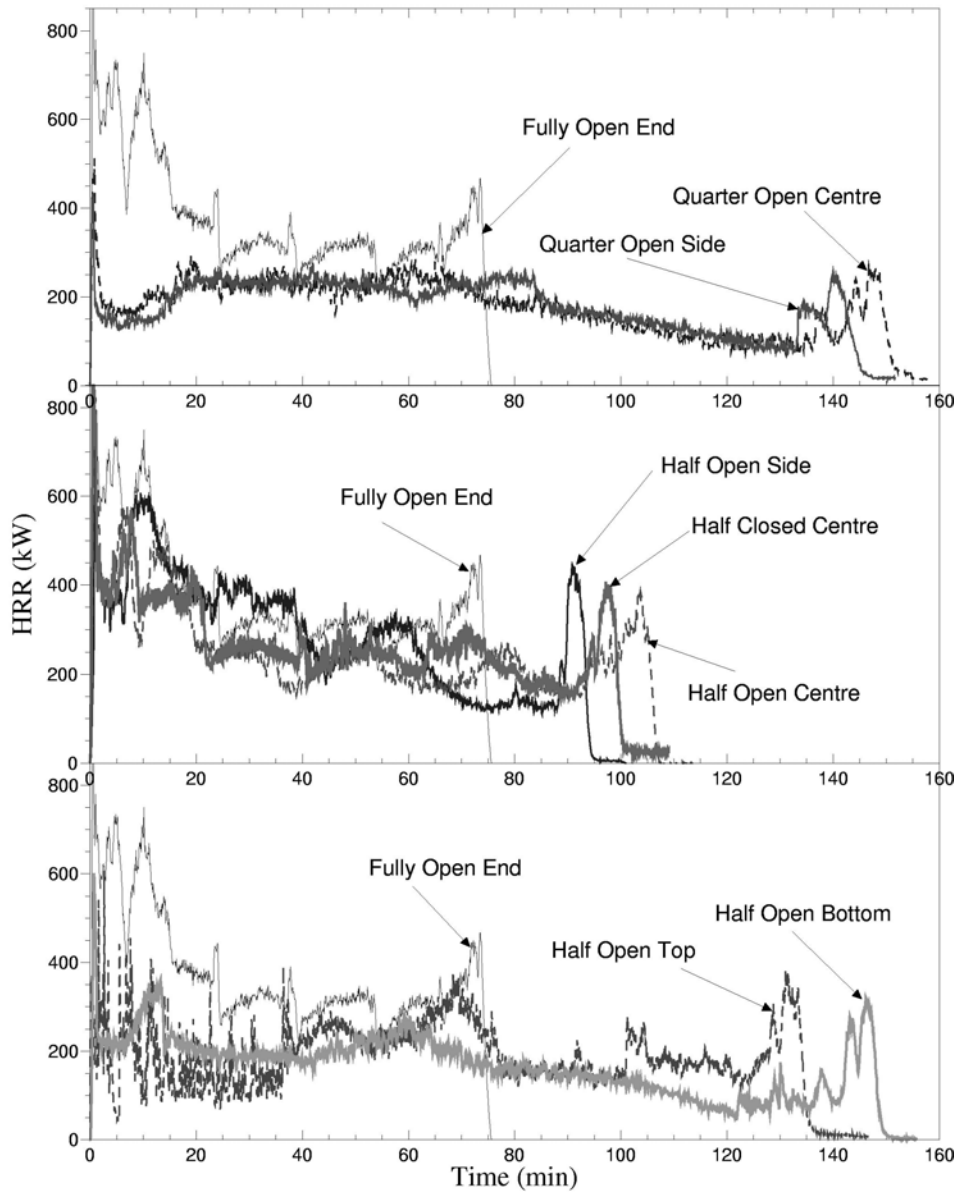 800
600
400
200
0
Fully Open End
Quarter Open Centre
Quarter Open Side
0 20 40 60 80 100 120 140 160
800
600
400
200
0
HRR (kW)
Half Open Side
Fully Open End
Half Closed Centre
Half Open Centre
0 20 40 60 80 100 120 140 160
800
600
400
200
0
Fully Open End
Half Open Bottom
Half Open Top
0 20 40 60 80 100 120 140 160
Time (min)